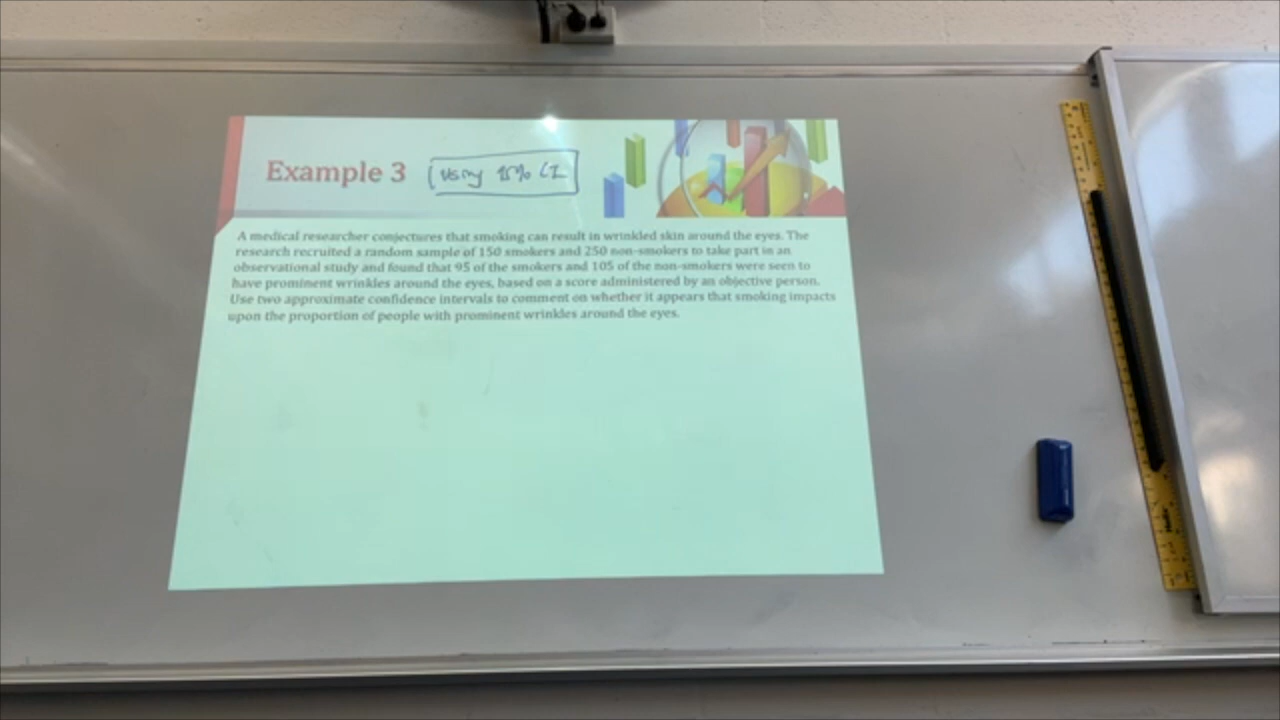 Example 3 Using 95% CI
A medical researcher conjectures that smoking can result in wrinkled skin around the eyes. The
research recruited a random sample of 150 smokers and 250 non-smokers to take part in an
observational study and found that 95 of the smokers and 105 of the non-smokers were seen to
have prominent wrinkles around the eyes, based on a score administered by an objective person.
Use two approximate confidence intervals to comment on whether it appears that smoking impacts
upon the proportion of people with prominent wrinkles around the eyes.